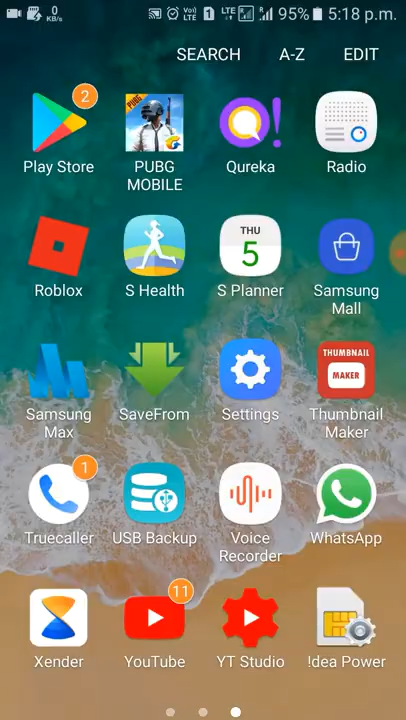 0
KB/s
Vo))
LTE
1
LTE
95%
5:18 p.m.
SEARCH
A-Z
EDIT
2
PUBG
Play Store
PUBG
MOBILE
Qureka
Radio
THU
5
Roblox
S Health
S Planner
Samsung
Mall
THUMBNAIL
MAKER
Samsung
Max
SaveFrom
Settings
Thumbnail
Maker
1
Truecaller
USB Backup
Voice
Recorder
WhatsApp
11
Xender
YouTube
YT Studio
!dea Power